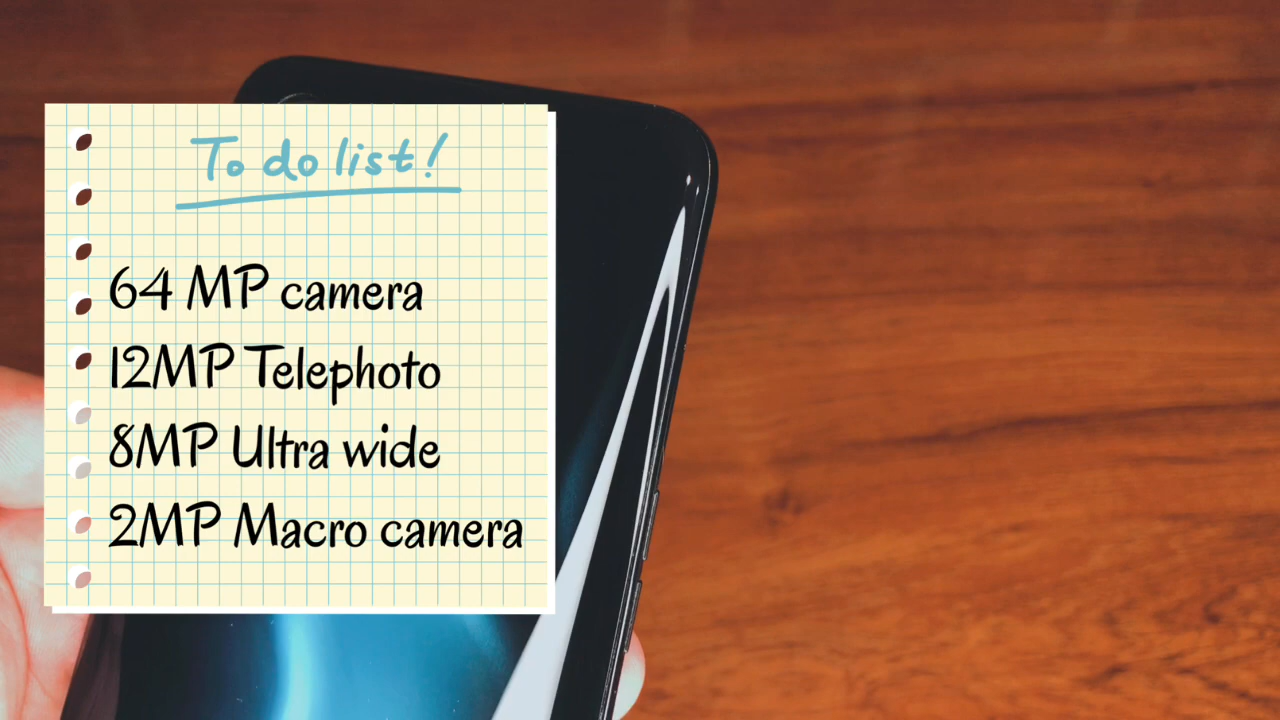 To do list!
64 MP camera
12MP Telephoto
8MP Ultra wide
2MP Macro camera